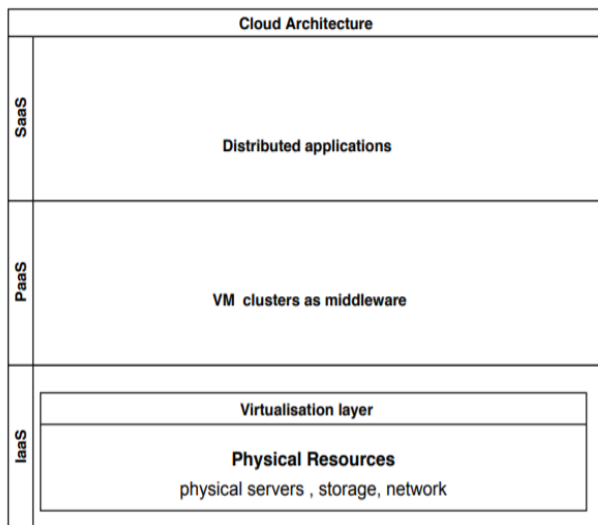 Cloud Architecture
SaaS
Distributed applications
PaaS
VM clusters as middleware
IaaS
Virtualisation layer
Physical Resources
physical servers , storage, network